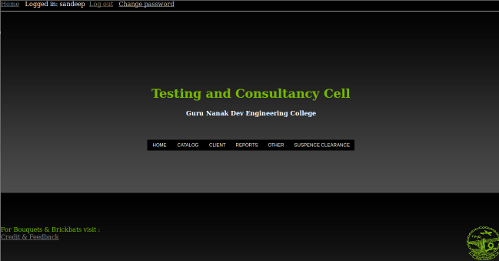 Home Logged in: sandeep Log out Change password
Testing and Consultancy Cell
Guru Nanak Dev Engineering College
HOME CATALOG CLIENT REPORTS OTHER SUSPENCE CLEARANCE
For Bouquets & Brickbats visit :
Credit & Feedback